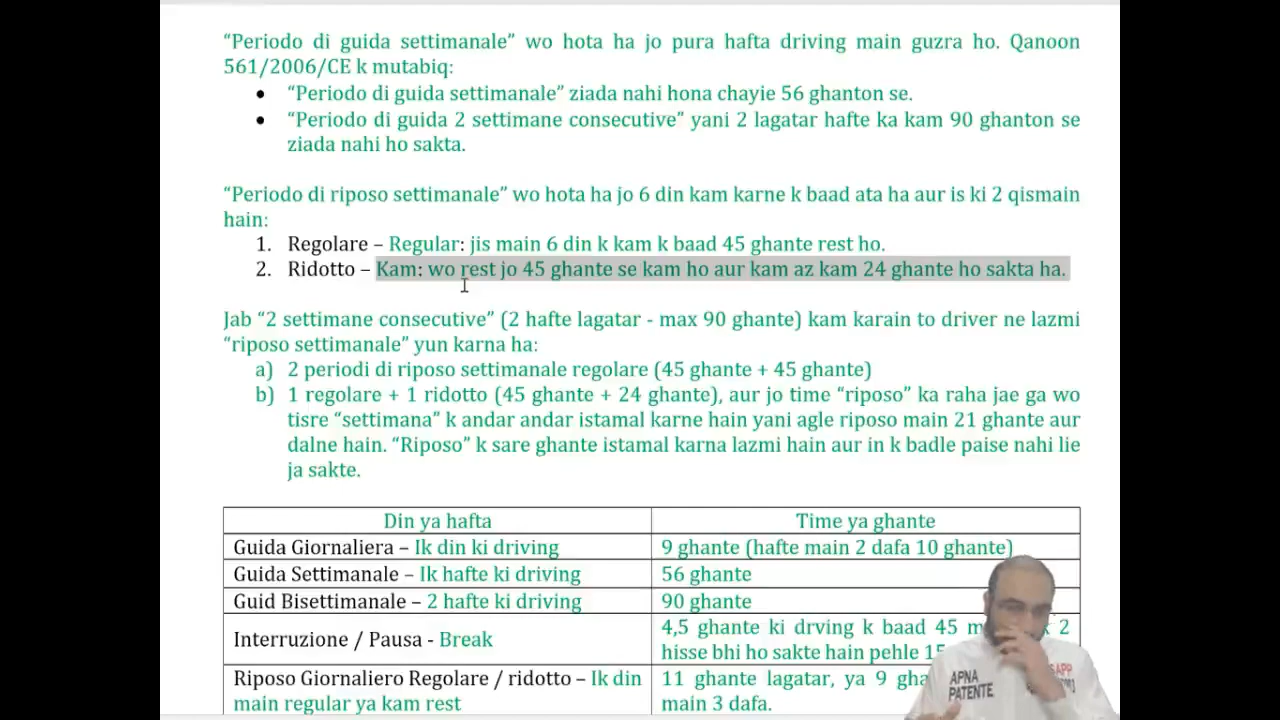 “Periodo di guida settimanale” wo hota ha jo pura hafta driving main guzra ho. Qanoon
561/2006/CE k mutabiq:
• “Periodo di guida settimanale” ziada nahi hona chayie 56 ghanton se.
• “Periodo di guida 2 settimane consecutive” yani 2 lagatar hafte ka kam 90 ghanton se
ziada nahi ho sakta.
“Periodo di riposo settimanale” wo hota ha jo 6 din kam karne k baad ata ha aur is ki 2 qismain
hain:
1. Regolare – Regular: jis main 6 din k kam k baad 45 ghante rest ho.
2. Ridotto – Kam: wo rest jo 45 ghante se kam ho aur kam az kam 24 ghante ho sakta ha.
Jab “2 settimane consecutive” (2 hafte lagatar - max 90 ghante) kam karain to driver ne lazmi
“riposo settimanale” yun karna ha:
a) 2 periodi di riposo settimanale regolare (45 ghante + 45 ghante)
b) 1 regolare + 1 ridotto (45 ghante + 24 ghante), aur jo time “riposo” ka raha jae ga wo
tisre “settimana” k andar andar istamal karne hain yani agle riposo main 21 ghante aur
dalne hain. “Riposo” k sare ghante istamal karna lazmi hain aur in k badle paise nahi lie
ja sakte.
Din ya hafta Time ya ghante
Guida Giornaliera – Ik din ki driving 9 ghante (hafte main 2 dafa 10 ghante)
Guida Settimanale – Ik hafte ki driving 56 ghante
Guid Bisettimanale – 2 hafte ki driving 90 ghante
Interruzione / Pausa - Break 4,5 ghante ki drving k baad 45 k 2
hisse bhi ho sakte hain pehle 15
Riposo Giornaliero Regolare / ridotto – Ik din
main regular ya kam rest
11 ghante lagatar, ya 9
main 3 dafa.
APNA
PATENTE